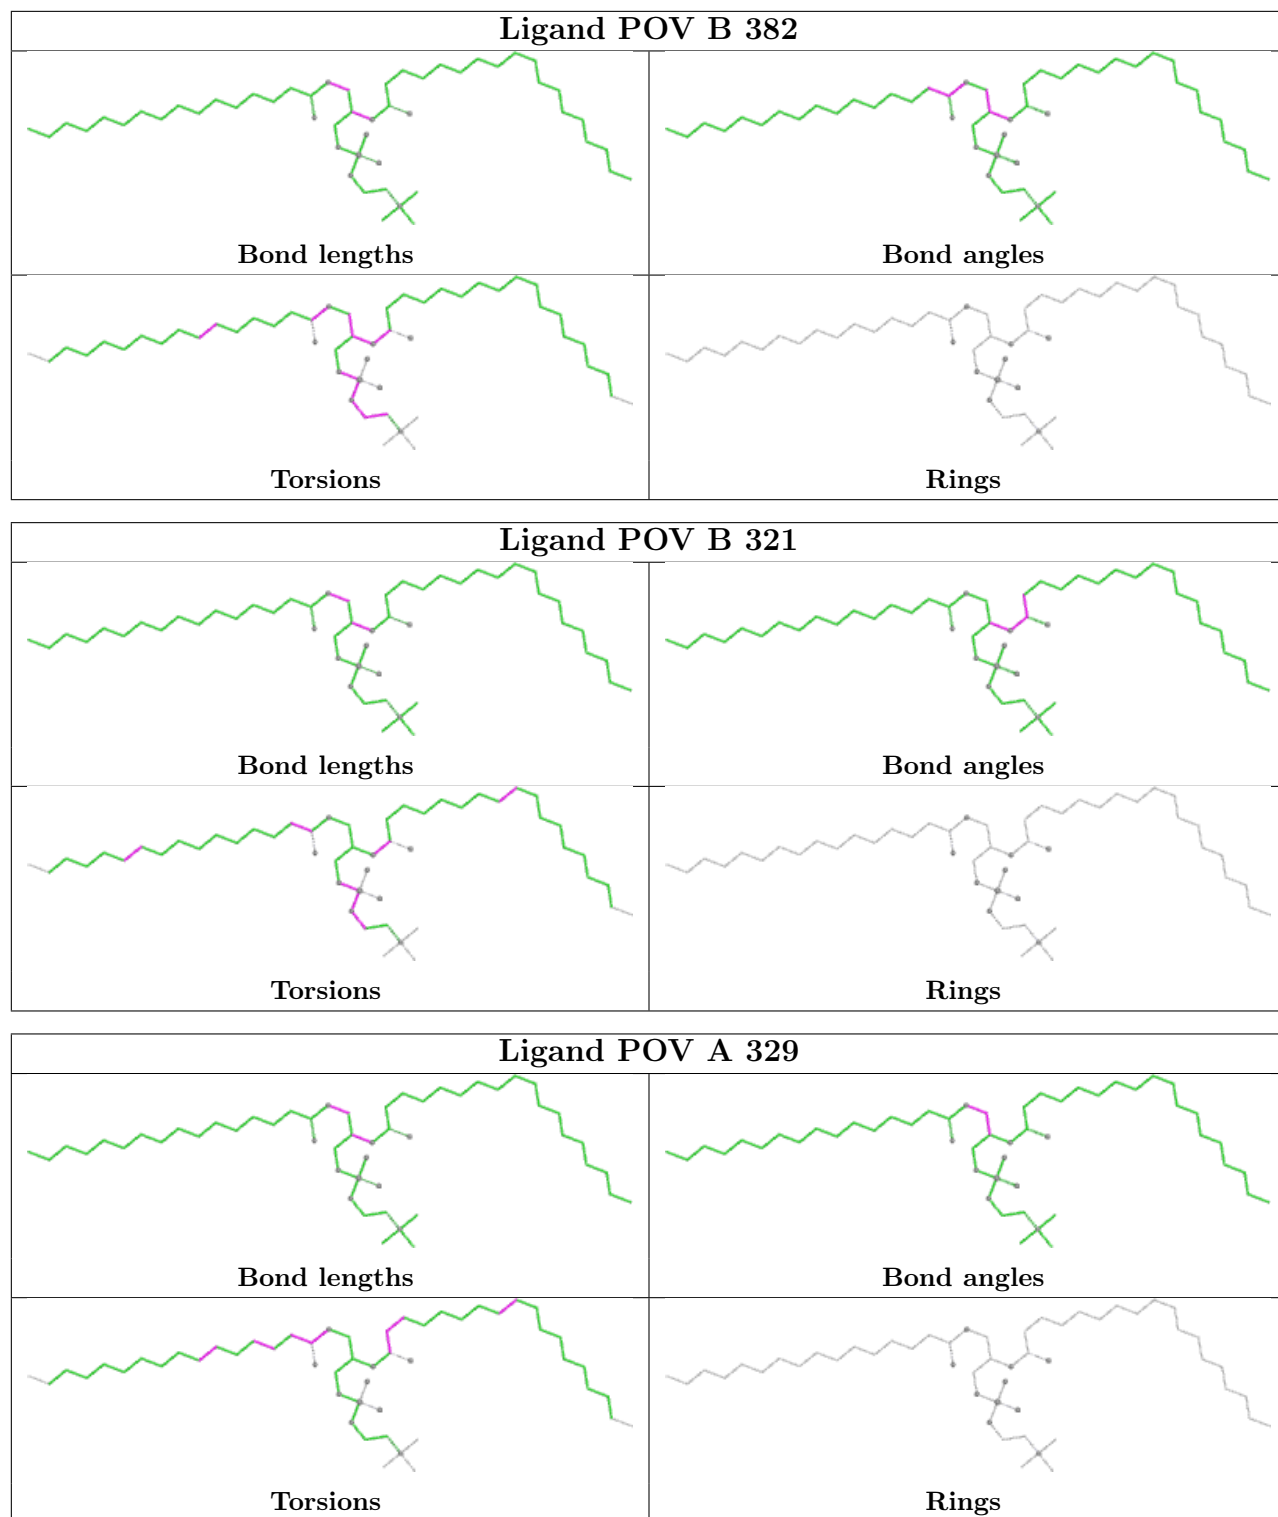 Ligand POV B 382
Bond lengths
Bond angles
Torsions
Rings
Ligand POV B 321
Bond lengths
Bond angles
Torsions
Rings
Ligand POV A 329
Bond lengths
Bond angles
Torsions
Rings